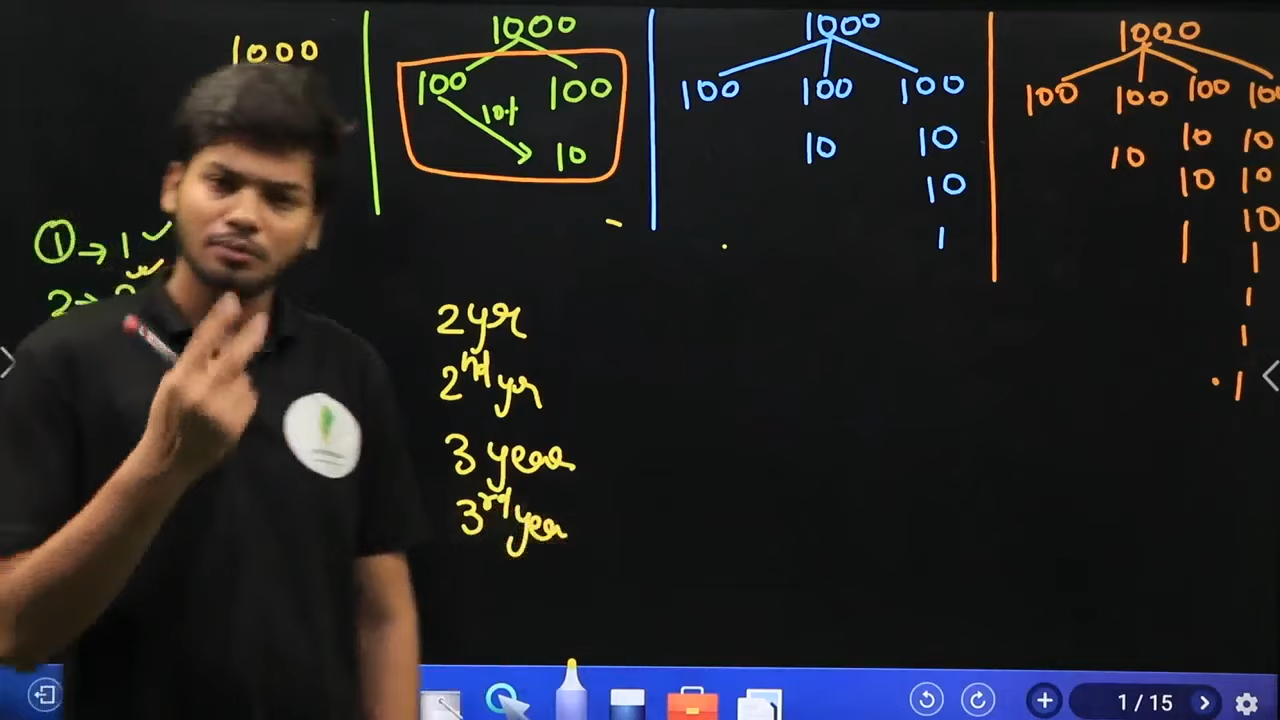 1000
① → 1 ✓
2 →
1000
100 100
10%
10
1000
100 100 100
10 10
10
1
1000
100 100 100
10 10 10
10 10
10
1 1
1
1
.1
2yr
2nd yr
3 year
3rd year
1 / 15